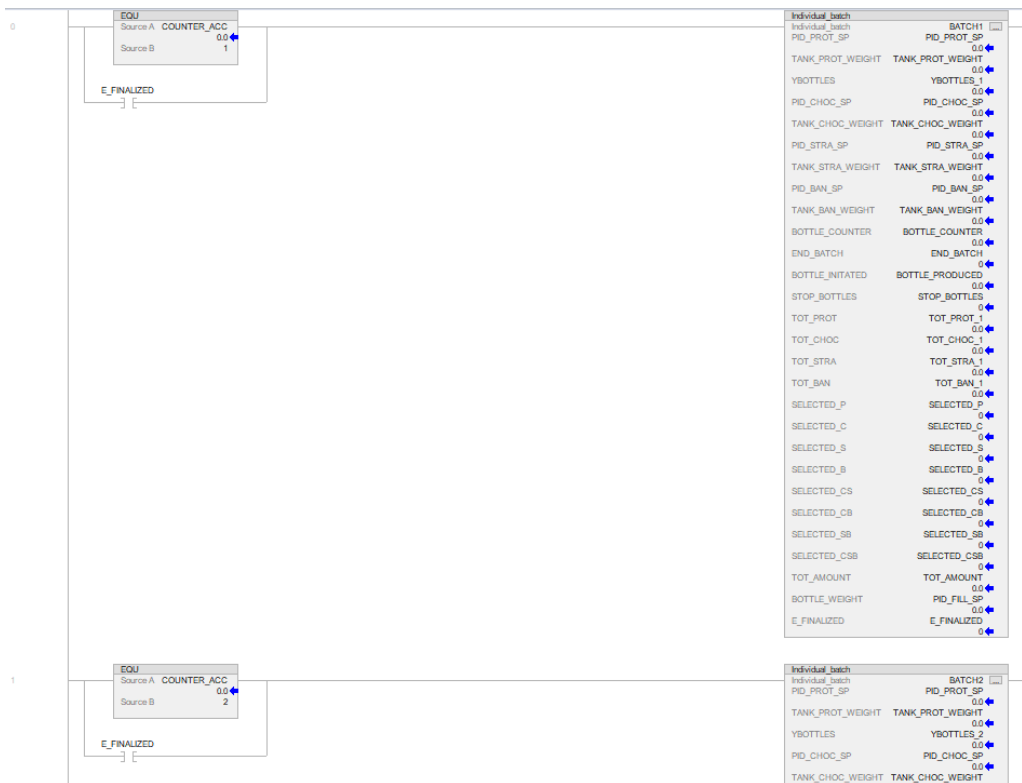 0
EQU
Source A COUNTER_ACC
0.0
Source B 1
E_FINALIZED
Individual_batch
Individual_batch BATCH1 ...
PID_PROT_SP PID_PROT_SP
0.0
TANK_PROT_WEIGHT TANK_PROT_WEIGHT
0.0
YBOTTLES YBOTTLES_1
0.0
PID_CHOC_SP PID_CHOC_SP
0.0
TANK_CHOC_WEIGHT TANK_CHOC_WEIGHT
0.0
PID_STRA_SP PID_STRA_SP
0.0
TANK_STRA_WEIGHT TANK_STRA_WEIGHT
0.0
PID_BAN_SP PID_BAN_SP
0.0
TANK_BAN_WEIGHT TANK_BAN_WEIGHT
0.0
BOTTLE_COUNTER BOTTLE_COUNTER
0.0
END_BATCH END_BATCH
0
BOTTLE_INITATED BOTTLE_PRODUCED
0.0
STOP_BOTTLES STOP_BOTTLES
0
TOT_PROT TOT_PROT_1
0.0
TOT_CHOC TOT_CHOC_1
0.0
TOT_STRA TOT_STRA_1
0.0
TOT_BAN TOT_BAN_1
0.0
SELECTED_P SELECTED_P
0
SELECTED_C SELECTED_C
0
SELECTED_S SELECTED_S
0
SELECTED_B SELECTED_B
0
SELECTED_CS SELECTED_CS
0
SELECTED_CB SELECTED_CB
0
SELECTED_SB SELECTED_SB
0
SELECTED_CSB SELECTED_CSB
0
TOT_AMOUNT TOT_AMOUNT
0.0
BOTTLE_WEIGHT PID_FILL_SP
0.0
E_FINALIZED E_FINALIZED
0
1
EQU
Source A COUNTER_ACC
0.0
Source B 2
E_FINALIZED
Individual_batch
Individual_batch BATCH2 ...
PID_PROT_SP PID_PROT_SP
0.0
TANK_PROT_WEIGHT TANK_PROT_WEIGHT
0.0
YBOTTLES YBOTTLES_2
0.0
PID_CHOC_SP PID_CHOC_SP
0.0
TANK_CHOC_WEIGHT TANK_CHOC_WEIGHT